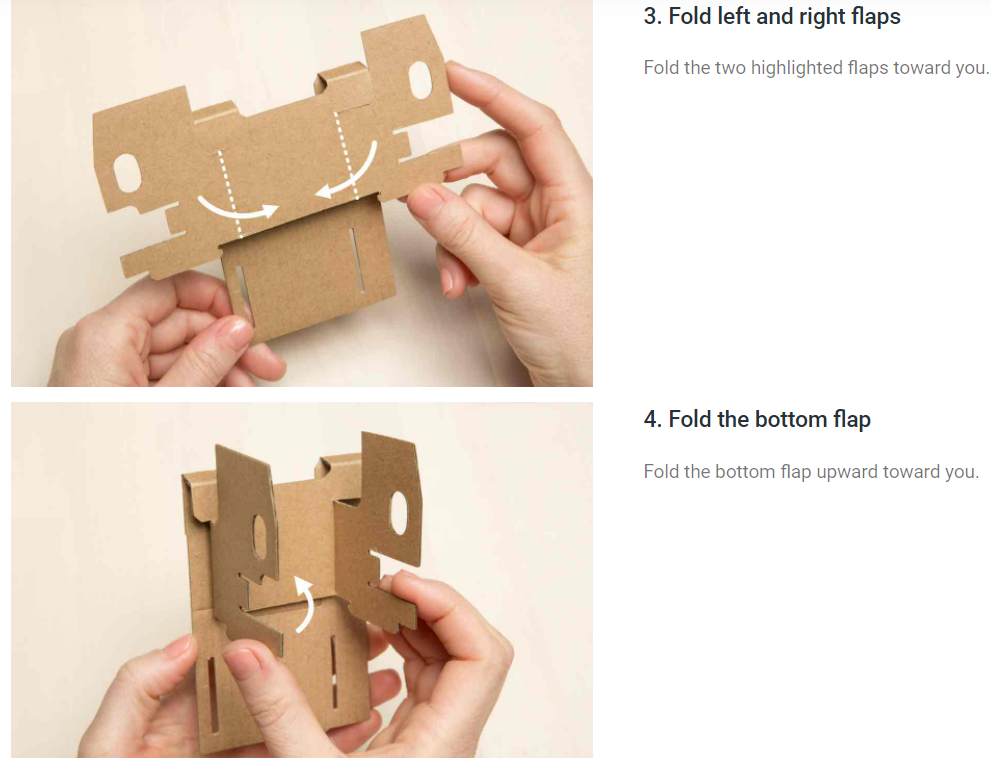 3. Fold left and right flaps
Fold the two highlighted flaps toward you.
4. Fold the bottom flap
Fold the bottom flap upward toward you.